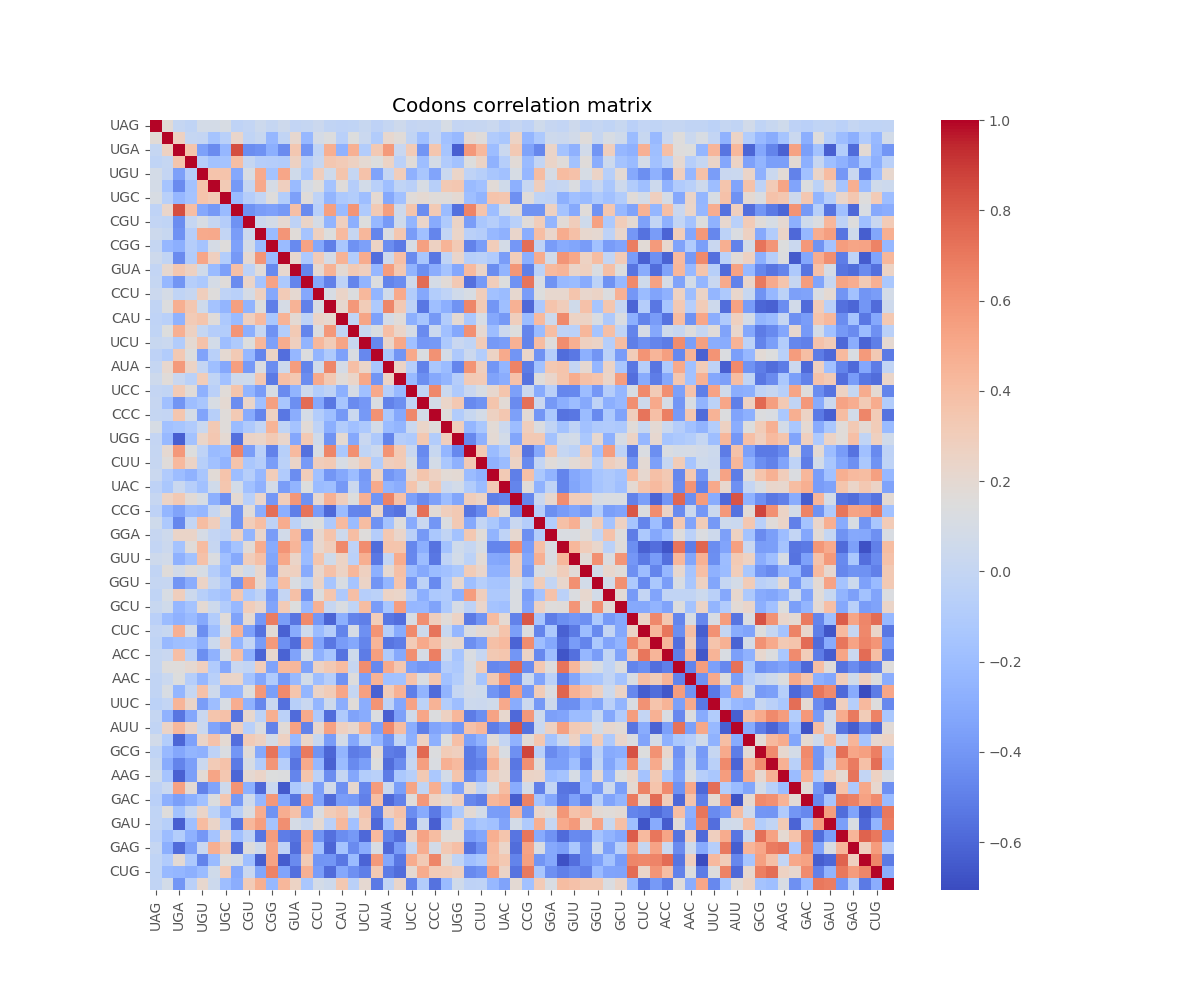 Codons correlation matrix
UAG
UGA
UGU
UGC
CGU
CGG
GUA
CCU
CAU
UCU
AUA
UCC
CCC
UGG
CUU
UAC
CCG
GGA
GUU
GGU
GCU
CUC
ACC
AAC
UUC
AUU
GCG
AAG
GAC
GAU
GAG
CUG
UAG UGA UGU UGC CGU CGG GUA CCU CAU UCU AUA UCC CCC UGG CUU UAC CCG GGA GUU GGU GCU CUC ACC AAC UUC AUU GCG AAG GAC GAU GAG CUG
1.0
0.8
0.6
0.4
0.2
0.0
−0.2
−0.4
−0.6